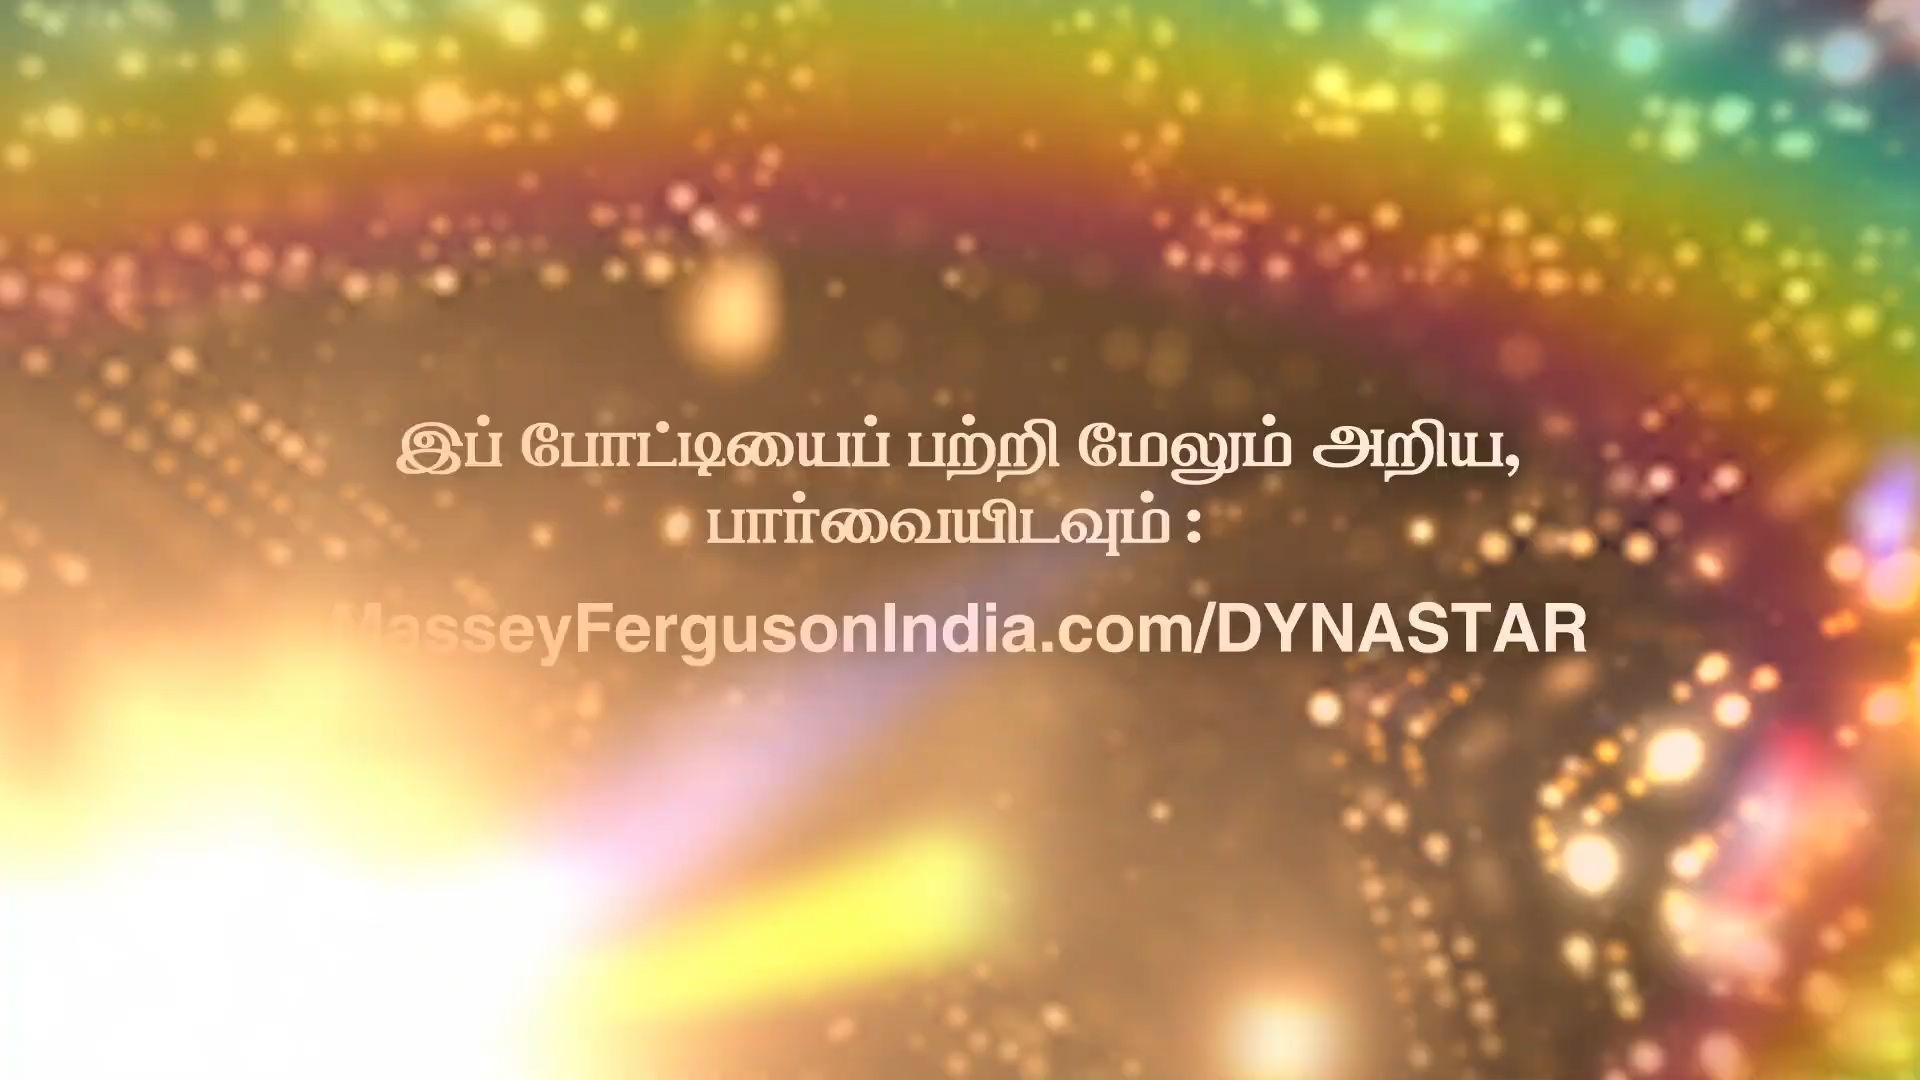 இப் போட்டியைப் பற்றி மேலும் அறிய,
பார்வையிடவும் :
MasseyFergusonIndia.com/DYNASTAR